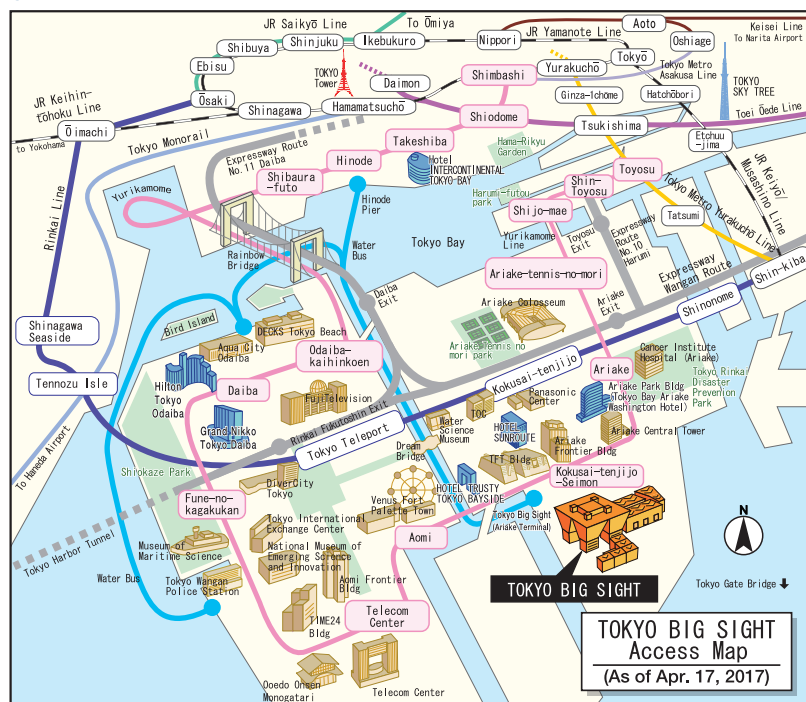 JR Saikyō Line
To Ōmiya
Aoto
Keisei Line
To Narita Airport
Shibuya
Shinjuku
Ikebukuro
Nippori
JR Yamanote Line
Oshiage
Ebisu
TOKYO
Tower
Daimon
Shimbashi
Yurakuchō
Tōkyō
Tokyo Metro
Asakusa Line
TOKYO
SKY TREE
JR Keihin-
tōhoku Line
Ōsaki
Shinagawa
Hamamatsuchō
Ginza-1chōme
Hatchōbori
Ōimachi
to Yokohama
Tokyo Monorail
Shiodome
Tsukishima
Toei Ōede Line
Expressway Route
No. 11 Daiba
Takeshiba
Hama-Rikyu
Garden
Etchuu-
jima
Rinkai Line
Yurikamome
Shibaura
-futo
Hinode
Hotel
INTERCONTINENTAL
TOKYO BAY
Harumi-futou
park
Shin-
Toyosu
Toyosu
JR Keiyō/
Musashino Line
Hinode
Pier
Shijo-mae
Tokyo Metro Yurakuchō Line
Tatsumi
Rainbow
Bridge
Water
Bus
Tokyo Bay
Yurikamome
Line
Toyosu
Exit
Expressway
Route
No. 10
Harumi
Expressway
Wangan Route
Shin-kiba
Daiba
Exit
Ariake-tennis-no-mori
Ariake
Exit
Shinonome
Bird Island
DECKS Tokyo Beach
Ariake Colosseum
Shinagawa
Seaside
Aqua City
Odaiba
Odaiba-
kaihinkoen
Ariake Tennis no
mori park
Cancer Institute
Hospital (Ariake)
Tennozu Isle
Hilton
Tokyo
Odaiba
Daiba
Fuji Television
Kokusai-tenjijo
Ariake
Tokyo Rinkai
Disaster
Prevenion
Park
Panasonic
Center
Ariake Park Bldg
(Tokyo Bay Ariake
Washington Hotel)
TOC
Rinkai Fukutoshin Exit
Water
Science
Museum
HOTEL
SUNROUTE
Grand Nikko
Tokyo Daiba
Tokyo Teleport
Dream
Bridge
TFT Bldg
Ariake
Frontier
Bldg
Ariake Central Tower
To Haneda Airport
Shiokaze Park
DiverCity
Tokyo
HOTEL TRUSTY
TOKYO BAYSIDE
Kokusai-tenjijo
-Seimon
Fune-no-
kagakukan
Venus Fort
Palette Town
Tokyo Big Sight
(Ariake Terminal)
Tokyo International
Exchange Center
Aomi
Tokyo Harbor Tunnel
Museum of
Maritime Science
National Museum of
Emerging Science
and Innovation
N
Water Bus
Tokyo Wangan
Police Station
Aomi Frontier
Bldg
TOKYO BIG SIGHT
Tokyo Gate Bridge
TIME24
Bldg
Telecom
Center
TOKYO BIG SIGHT
Access Map
(As of Apr. 17, 2017)
Ooedo Onsen
Monogatari
Telecom Center